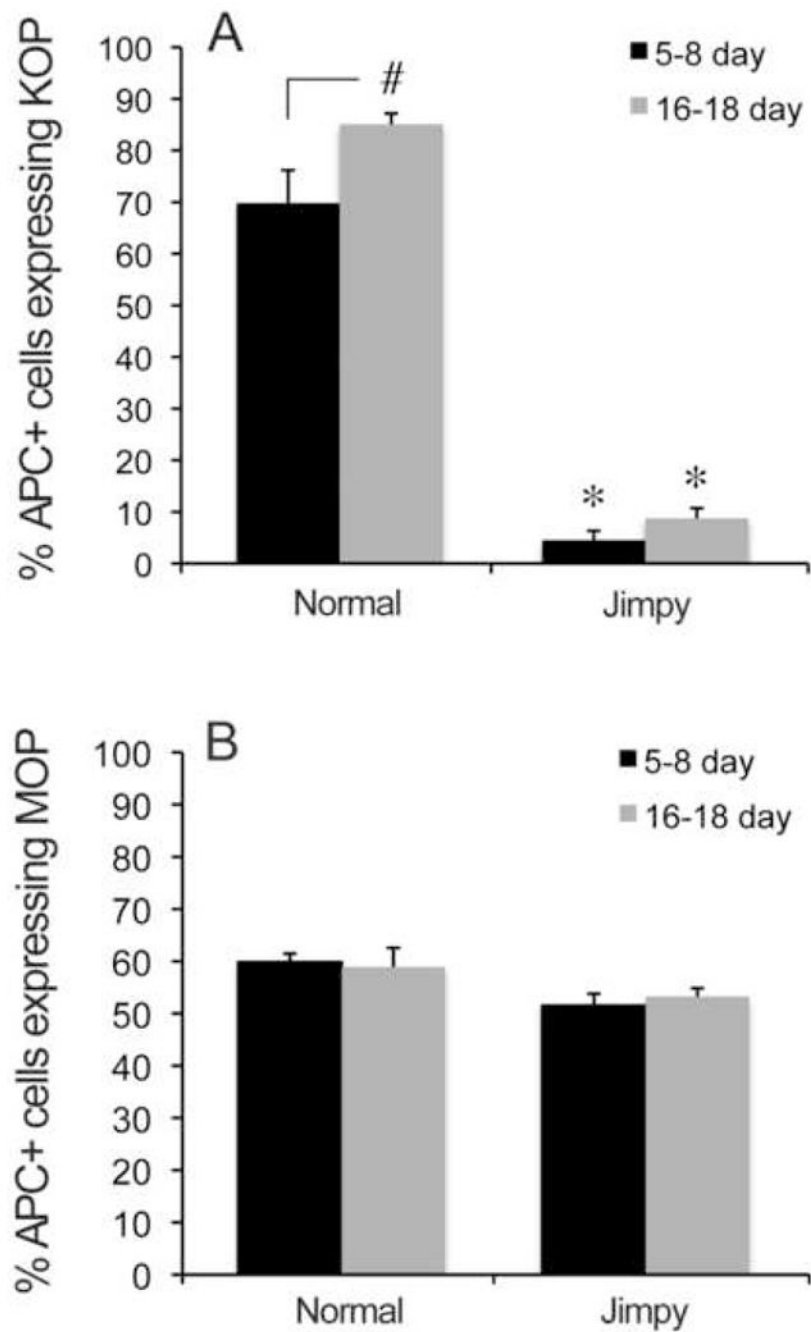 A
% APC+ cells expressing KOP
100
90
80
70
60
50
40
30
20
10
0
#
5-8 day
16-18 day
*
*
Normal
Jimpy
B
% APC+ cells expressing MOP
100
90
80
70
60
50
40
30
20
10
0
5-8 day
16-18 day
Normal
Jimpy